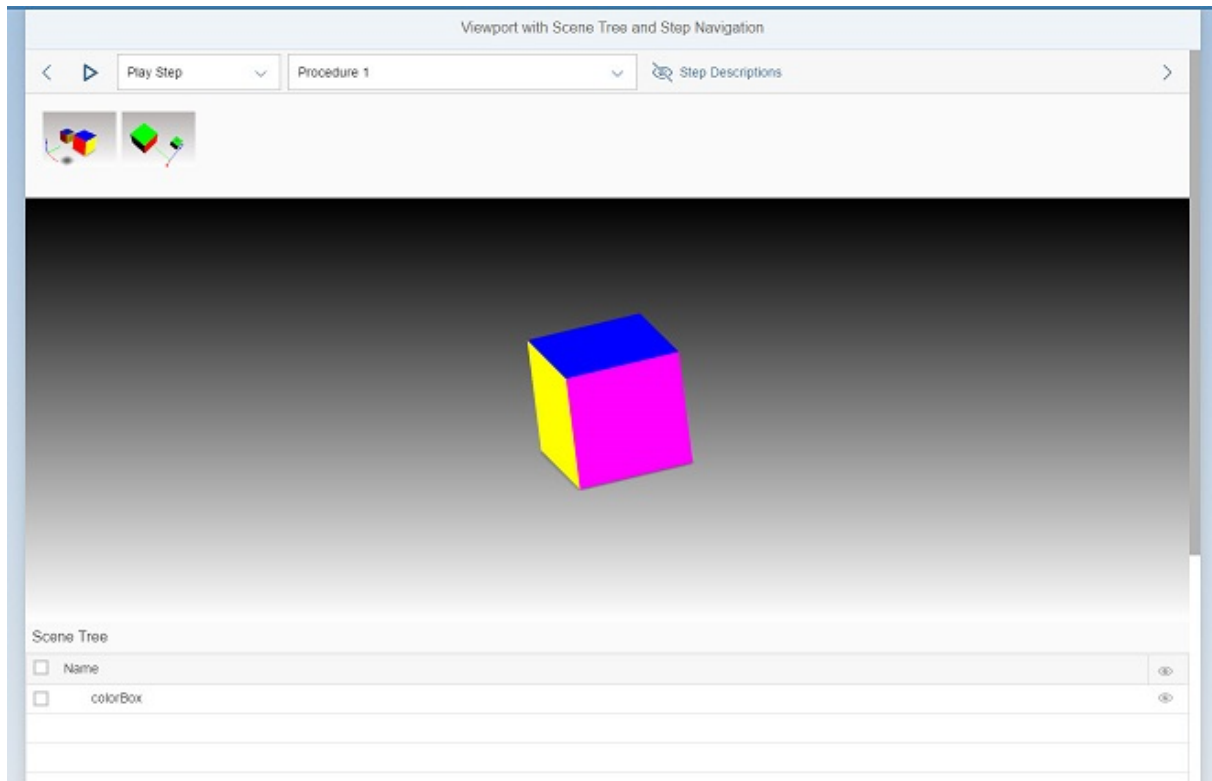 Viewport with Scene Tree and Step Navigation
Play Step Procedure 1 Step Descriptions
Scene Tree
Name
colorBox